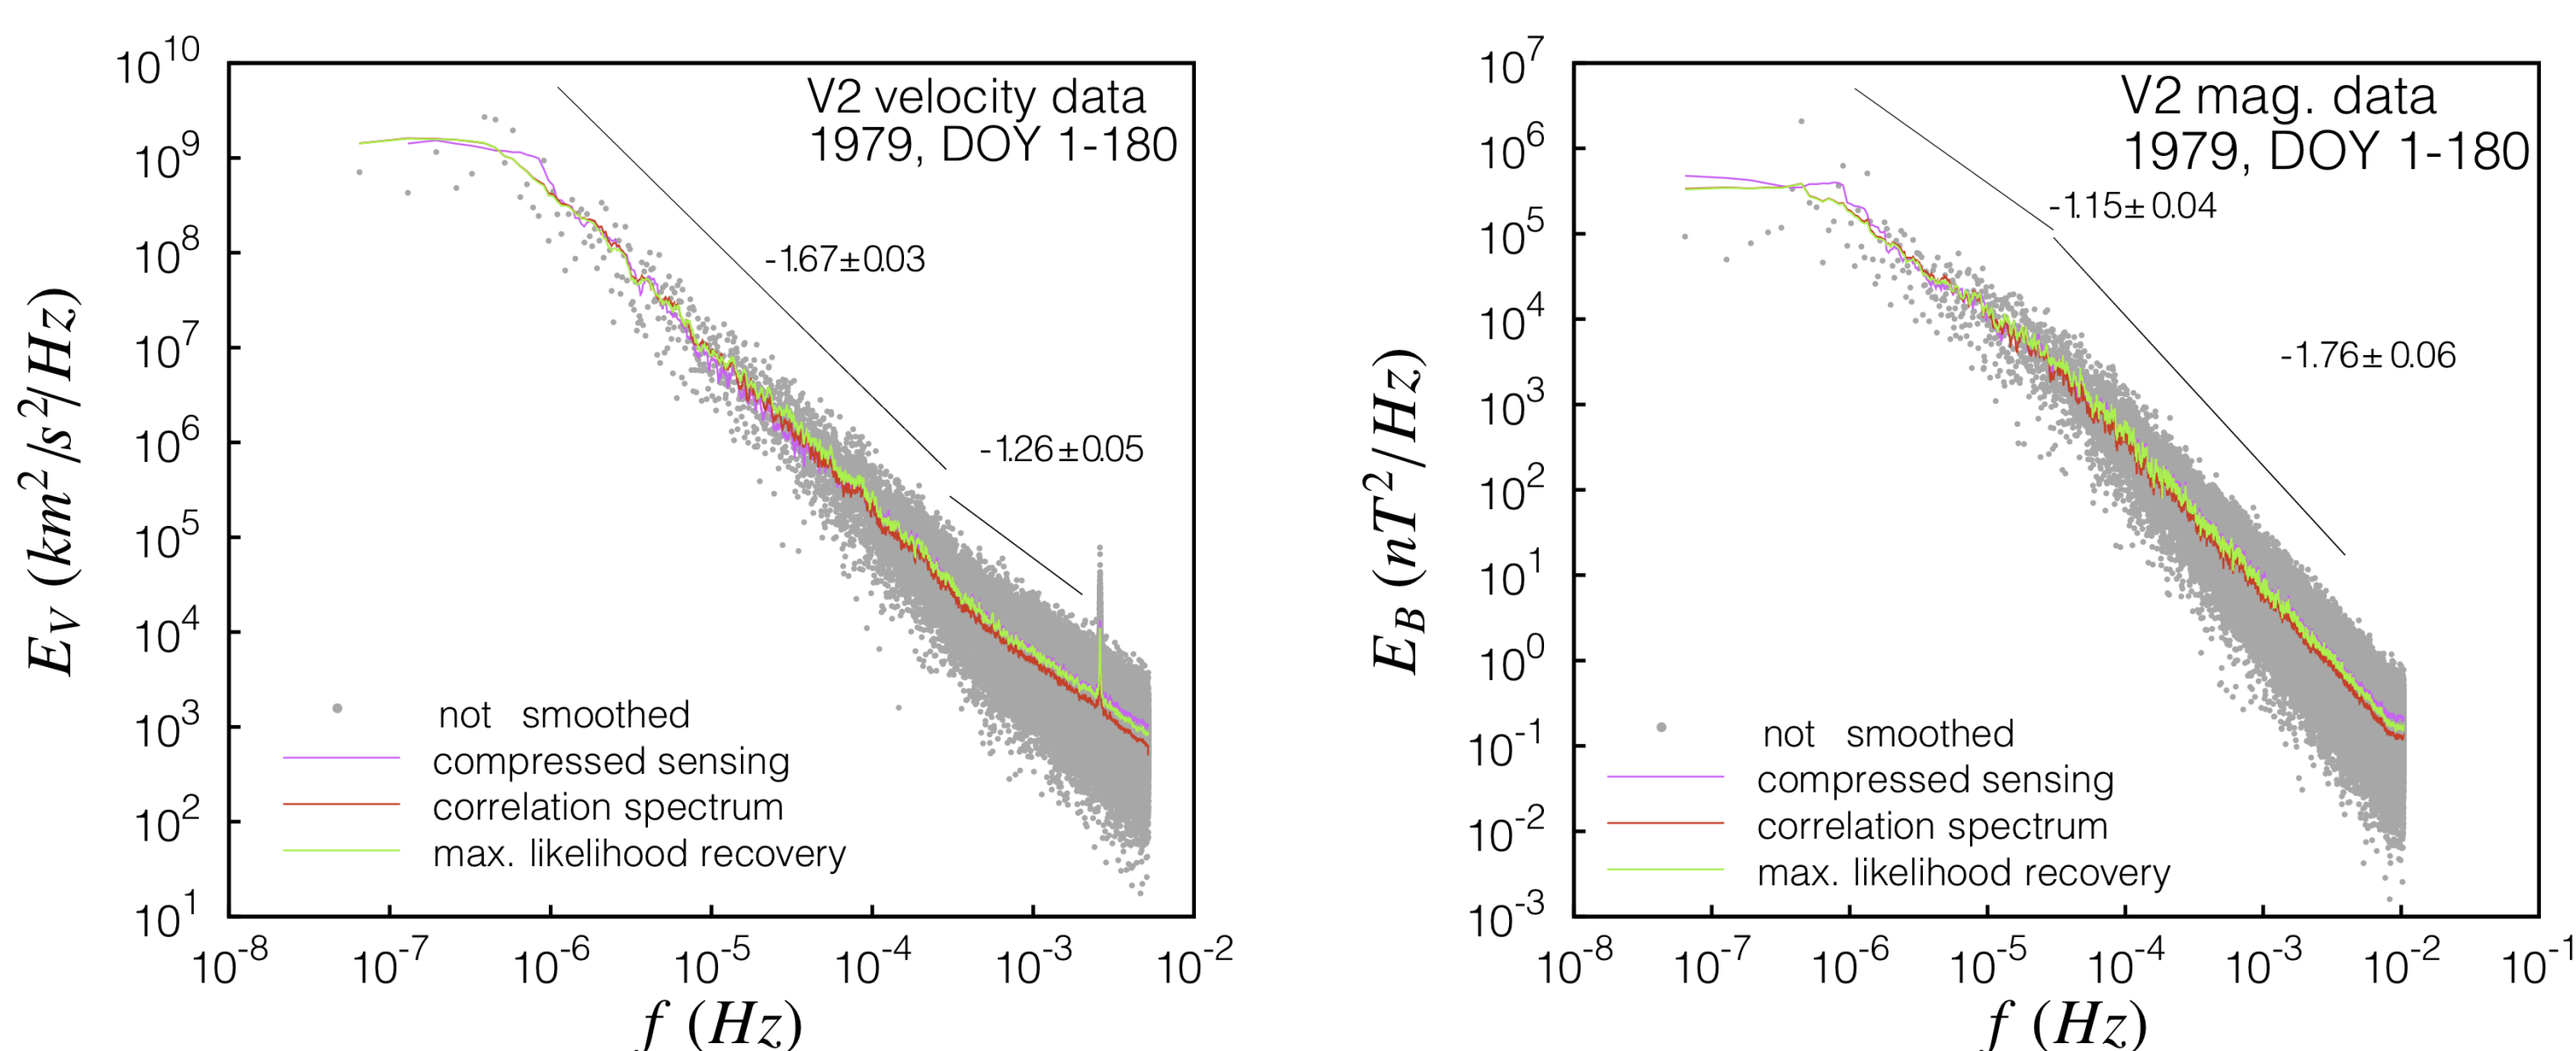 V2 velocity data
1979, DOY 1-180
-1.67±0.03
-1.26±0.05
10^10
10^9
10^8
10^7
10^6
10^5
10^4
10^3
10^2
10^1
E_V (km^2/s^2/Hz)
not smoothed
compressed sensing
correlation spectrum
max. likelihood recovery
10^-8 10^-7 10^-6 10^-5 10^-4 10^-3 10^-2
f (Hz)
V2 mag. data
1979, DOY 1-180
-1.15±0.04
-1.76±0.06
10^7
10^6
10^5
10^4
10^3
10^2
10^1
10^0
10^-1
10^-2
10^-3
E_B (nT^2/Hz)
not smoothed
compressed sensing
correlation spectrum
max. likelihood recovery
10^-8 10^-7 10^-6 10^-5 10^-4 10^-3 10^-2 10^-1
f (Hz)